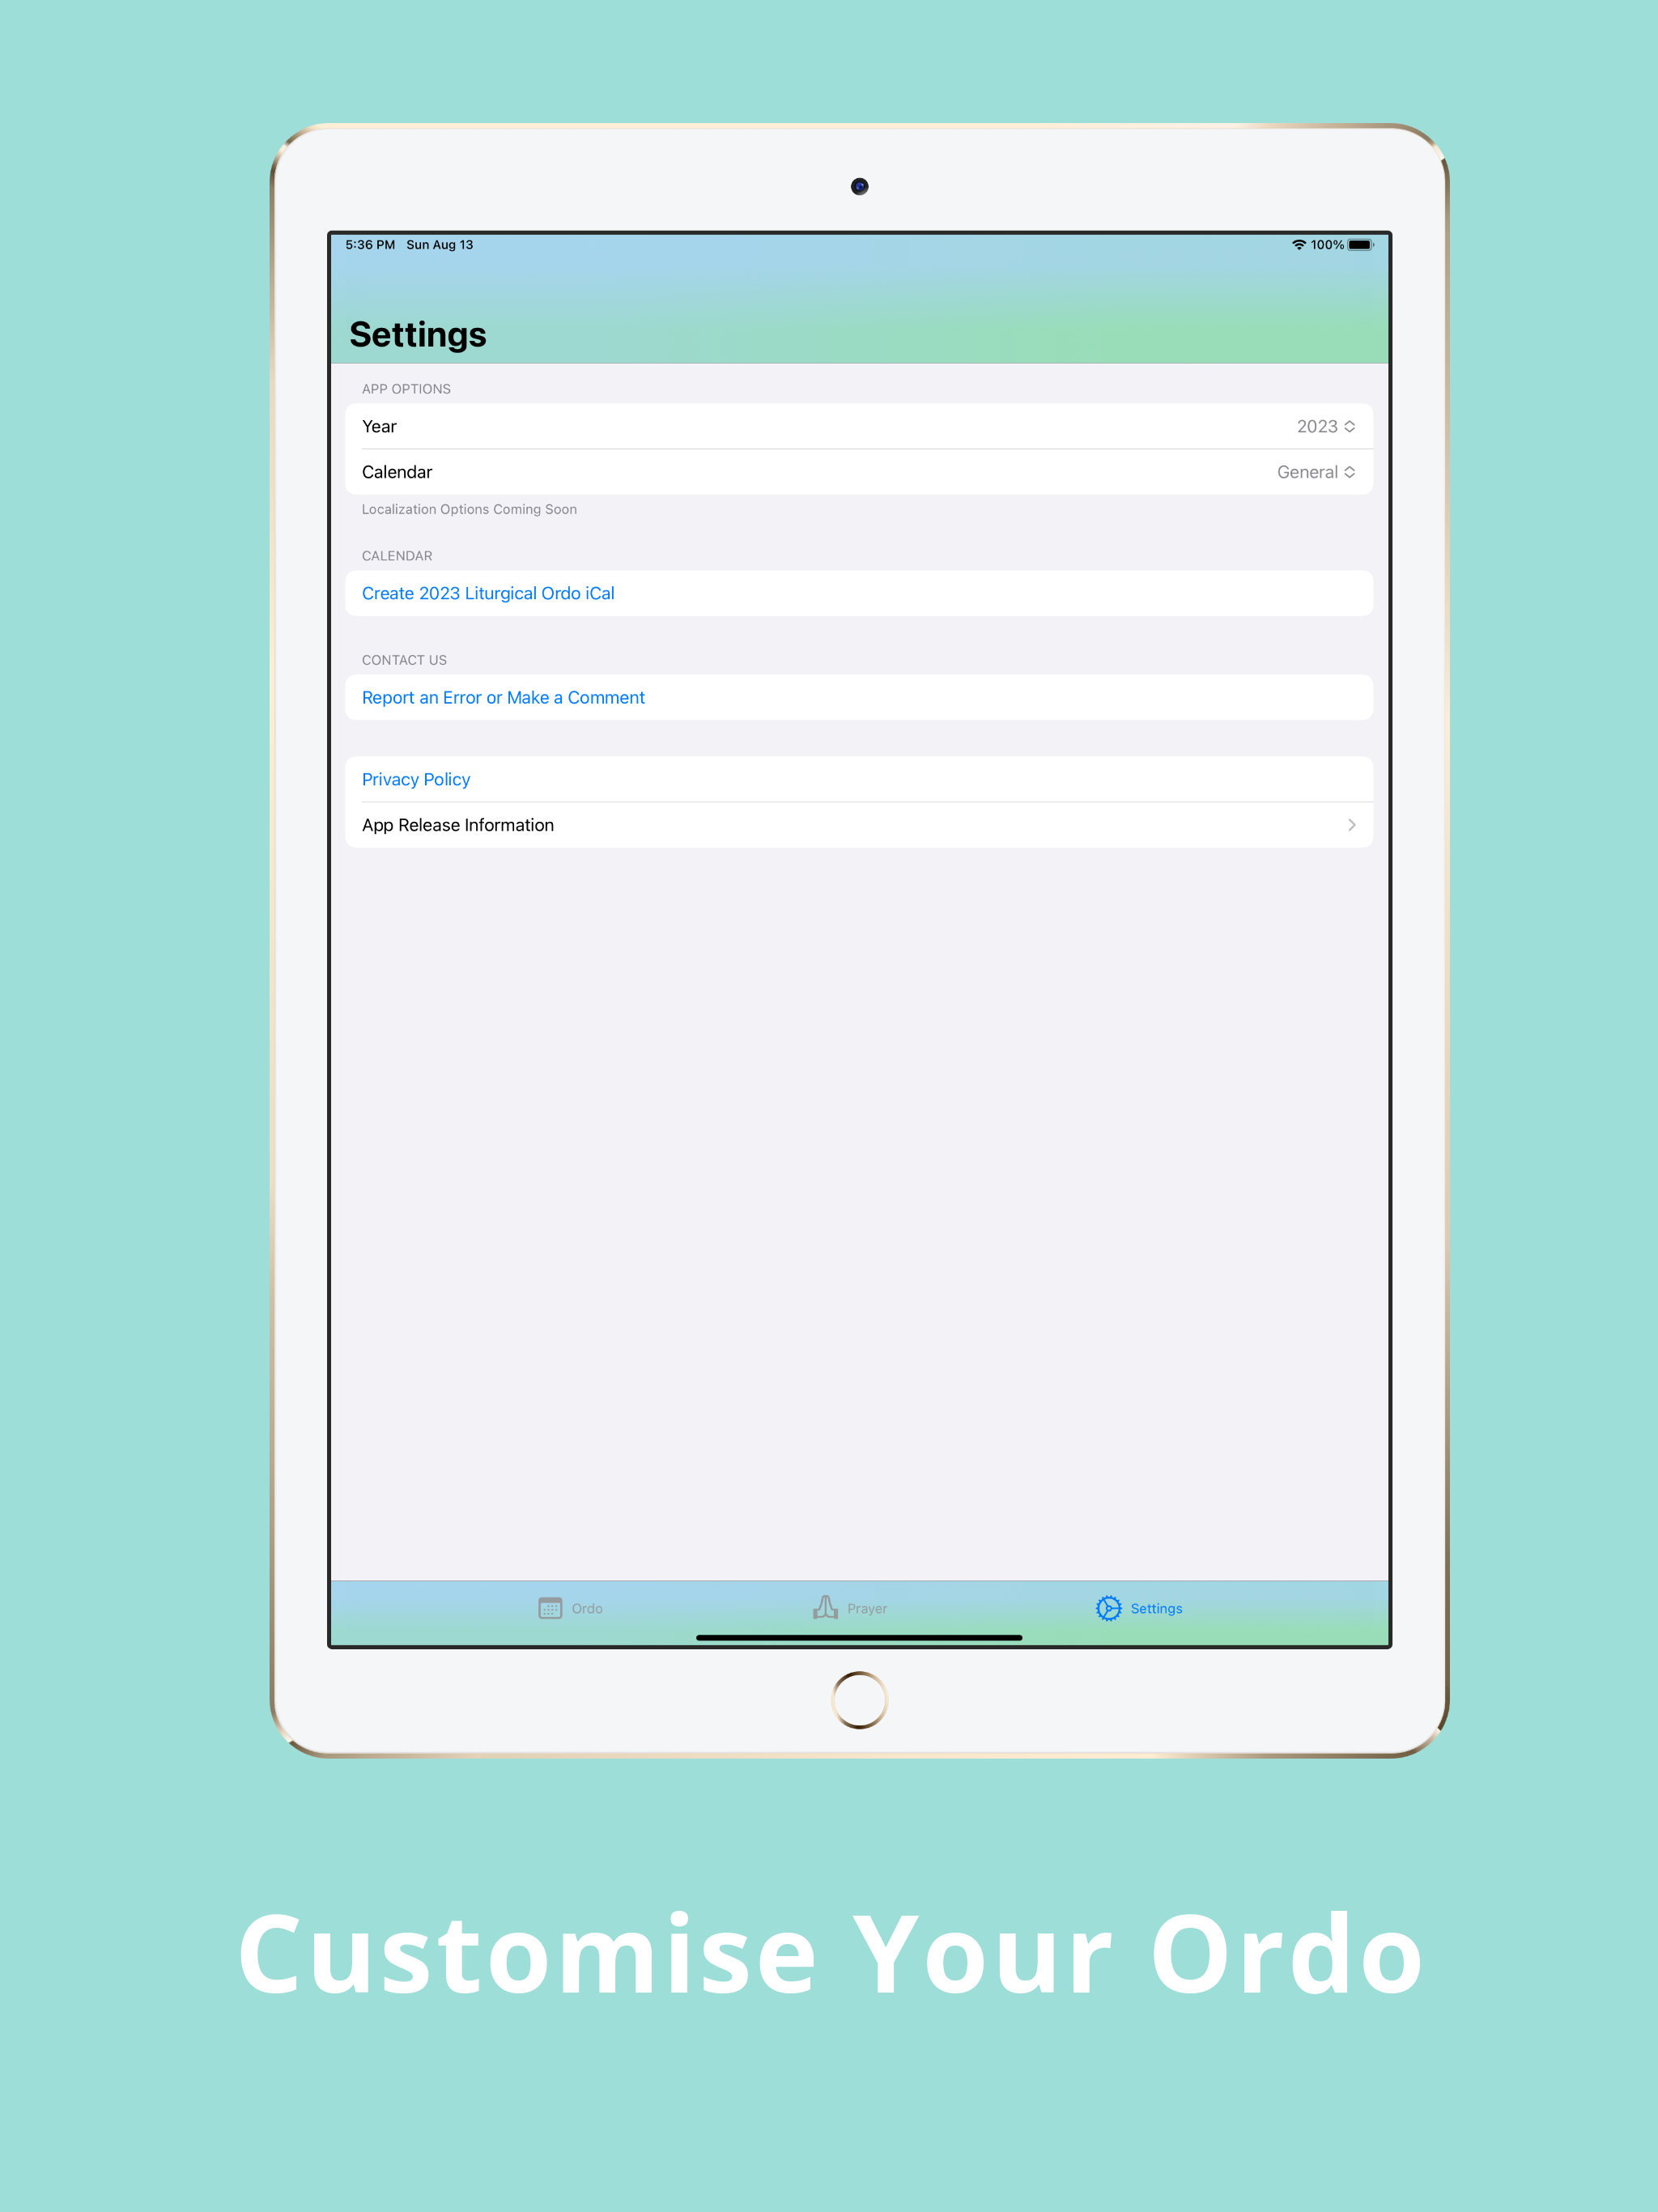 5:36 PM Sun Aug 13 100%
Settings
APP OPTIONS
Year 2023
Calendar General
Localization Options Coming Soon
CALENDAR
Create 2023 Liturgical Ordo iCal
CONTACT US
Report an Error or Make a Comment
Privacy Policy
App Release Information
Ordo Prayer Settings
Customise Your Ordo